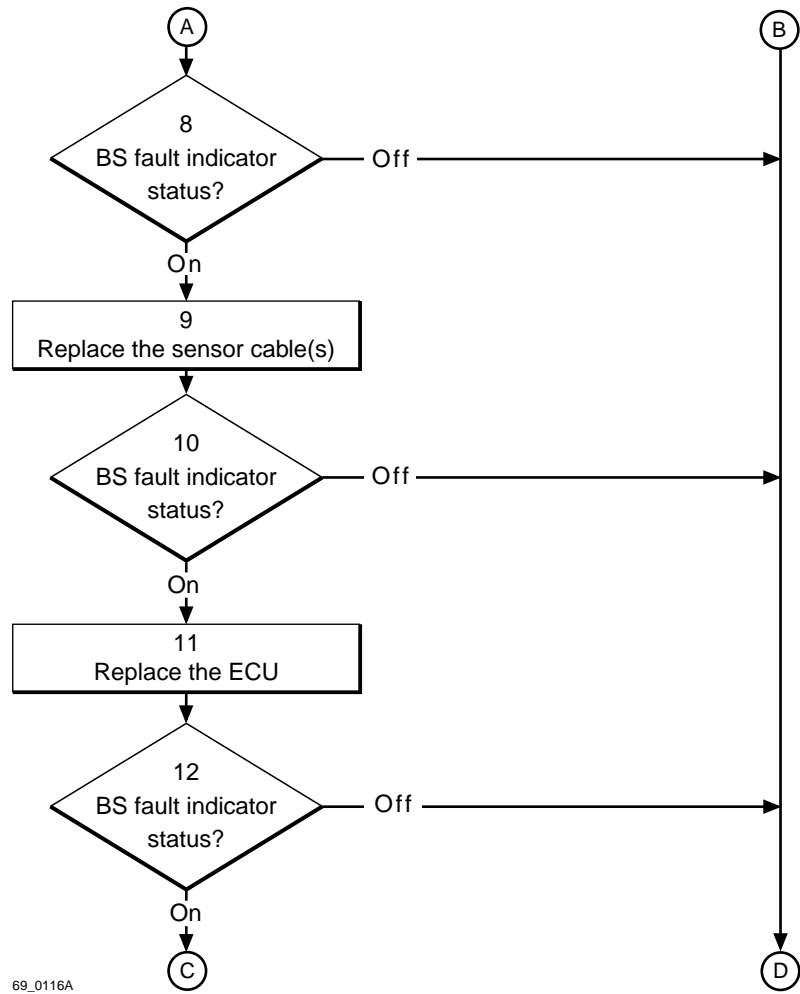 A
B
8
BS fault indicator
status?
Off
On
9
Replace the sensor cable(s)
10
BS fault indicator
status?
Off
On
11
Replace the ECU
12
BS fault indicator
status?
Off
On
C
D
69_0116A